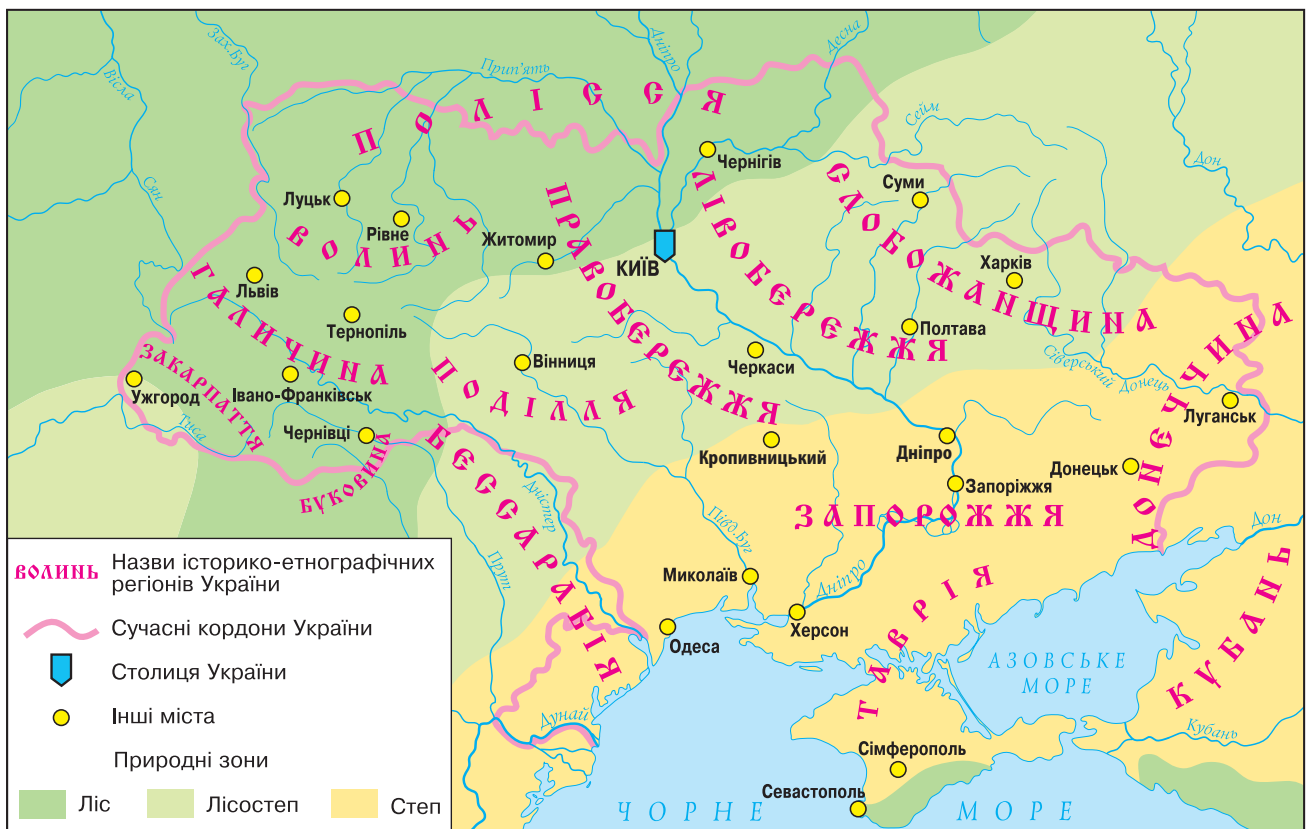 Зах.Буг
Дніпро
Десна
Вісла
Прип'ять
Сейм
ПОЛІССЯ
Дон
Чернігів
Сян
Луцьк
Суми
Рівне
ВОЛИНЬ
Житомир
КИЇВ
ПРАВОБЕРЕЖЖЯ
ЛІВОБЕРЕЖЖЯ
СЛОБОЖАНЩИНА
Харків
Львів
ГАЛИЧИНА
Тернопіль
Полтава
ЗАКАРПАТТЯ
Вінниця
Черкаси
Сіверський Донець
ДОНЕЧЧИНА
Ужгород
Івано-Франківськ
ПОДІЛЛЯ
Луганськ
Тиса
Чернівці
БУКОВИНА
БЕССАРАБІЯ
Кропивницький
Дніпро
Донецьк
Дністер
Запоріжжя
ЗАПОРОЖЖЯ
Півд.Буг
Дон
Прут
Миколаїв
Дніпро
Херсон
Одеса
ТАВРІЯ
АЗОВСЬКЕ
МОРЕ
КУБАНЬ
Дунай
Кубань
Сімферополь
Севастополь
ЧОРНЕ МОРЕ
ВОЛИНЬ Назви історико-етнографічних
регіонів України
Сучасні кордони України
Столиця України
Інші міста
Природні зони
Ліс Лісостеп Степ